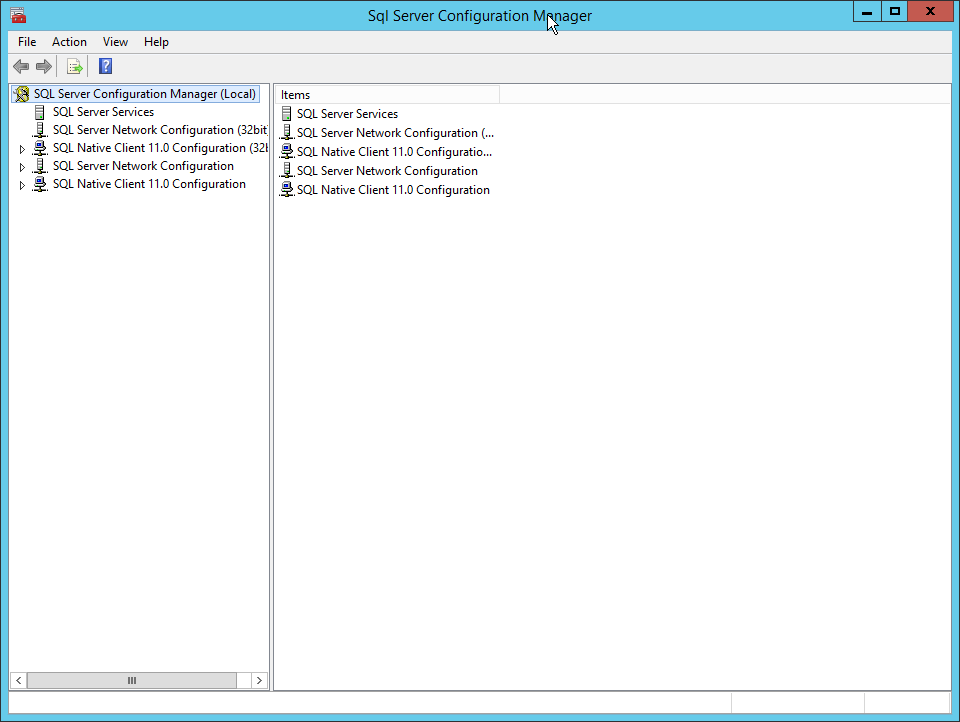 Sql Server Configuration Manager
File Action View Help
SQL Server Configuration Manager (Local)
SQL Server Services
SQL Server Network Configuration (32bit
SQL Native Client 11.0 Configuration (32b
SQL Server Network Configuration
SQL Native Client 11.0 Configuration
Items
SQL Server Services
SQL Server Network Configuration (...
SQL Native Client 11.0 Configuratio...
SQL Server Network Configuration
SQL Native Client 11.0 Configuration